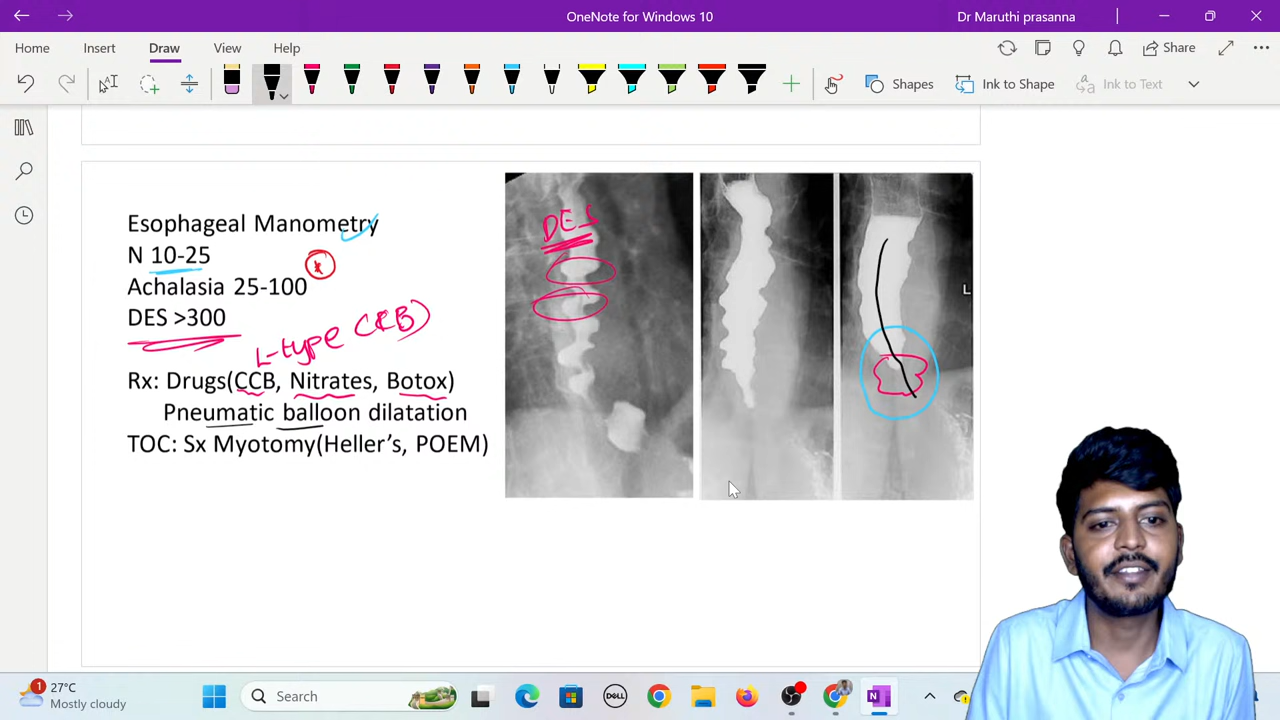 OneNote for Windows 10
Dr Maruthi prasanna
Home Insert Draw View Help
Share
Shapes
Ink to Shape
Ink to Text
DES
Esophageal Manometry
N 10-25
Achalasia 25-100
DES >300
L-type
Rx: Drugs(CCB, Nitrates, Botox)
Pneumatic balloon dilatation
TOC: Sx Myotomy(Heller's, POEM)
L
1
27°C
Mostly cloudy
Search
DELL